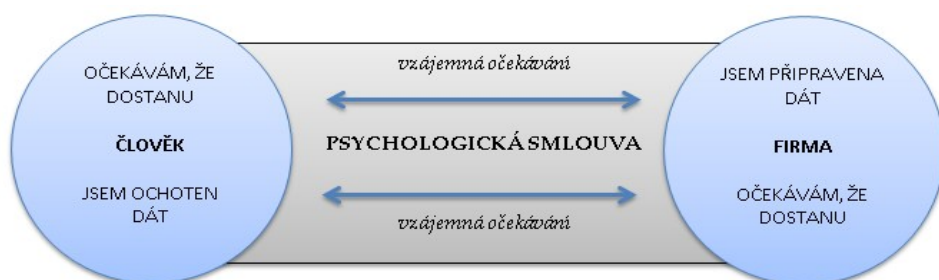 OČEKÁVÁM, ŽE
DOSTANU
ČLOVĚK
JSEM OCHOTEN
DÁT
vzájemná očekávání
PSYCHOLOGICKÁ SMLOUVA
vzájemná očekávání
JSEM PŘIPRAVENA
DÁT
FIRMA
OČEKÁVÁM, ŽE
DOSTANU